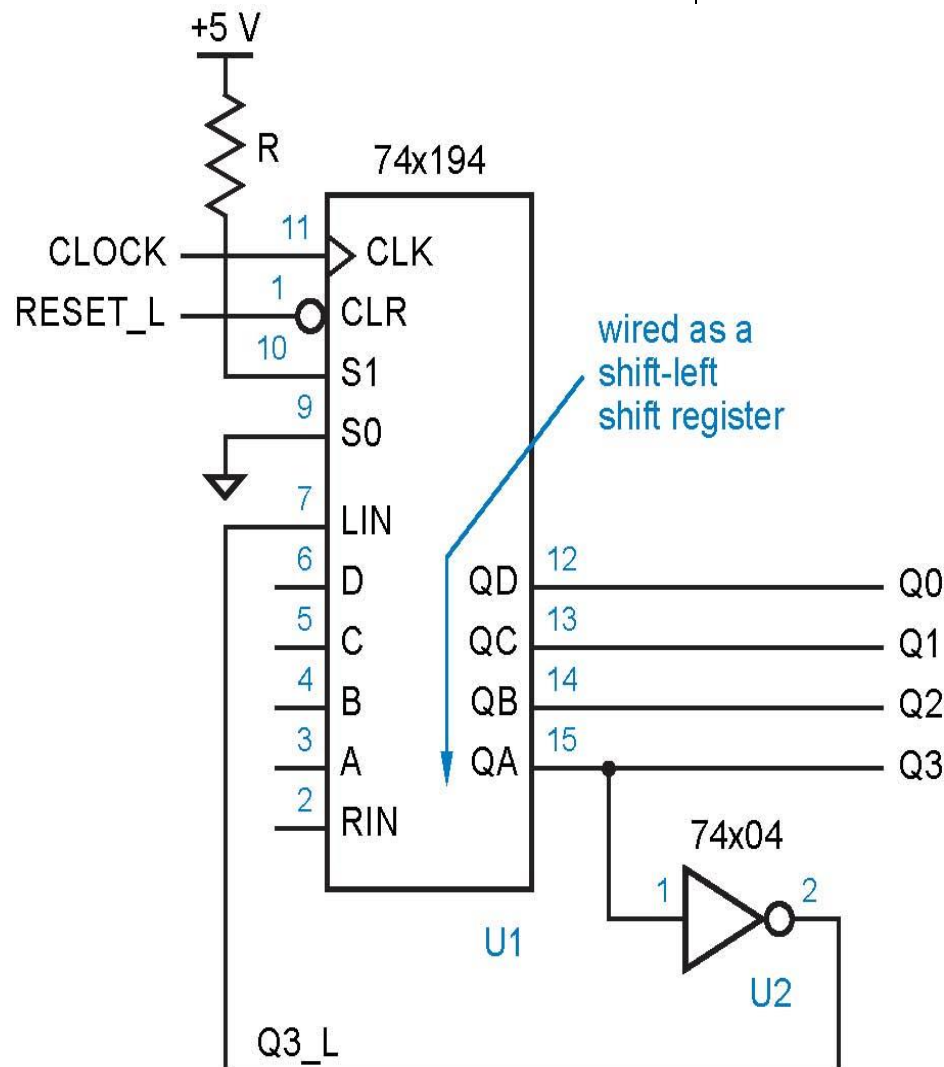 +5 V
R
74x194
11
CLOCK
CLK
1
RESET_L
CLR
10
S1
wired as a
shift-left
shift register
9
S0
7
LIN
6
D
QD
12
Q0
5
C
QC
13
Q1
4
B
QB
14
Q2
3
A
QA
15
Q3
2
RIN
74x04
1
2
U1
U2
Q3_L